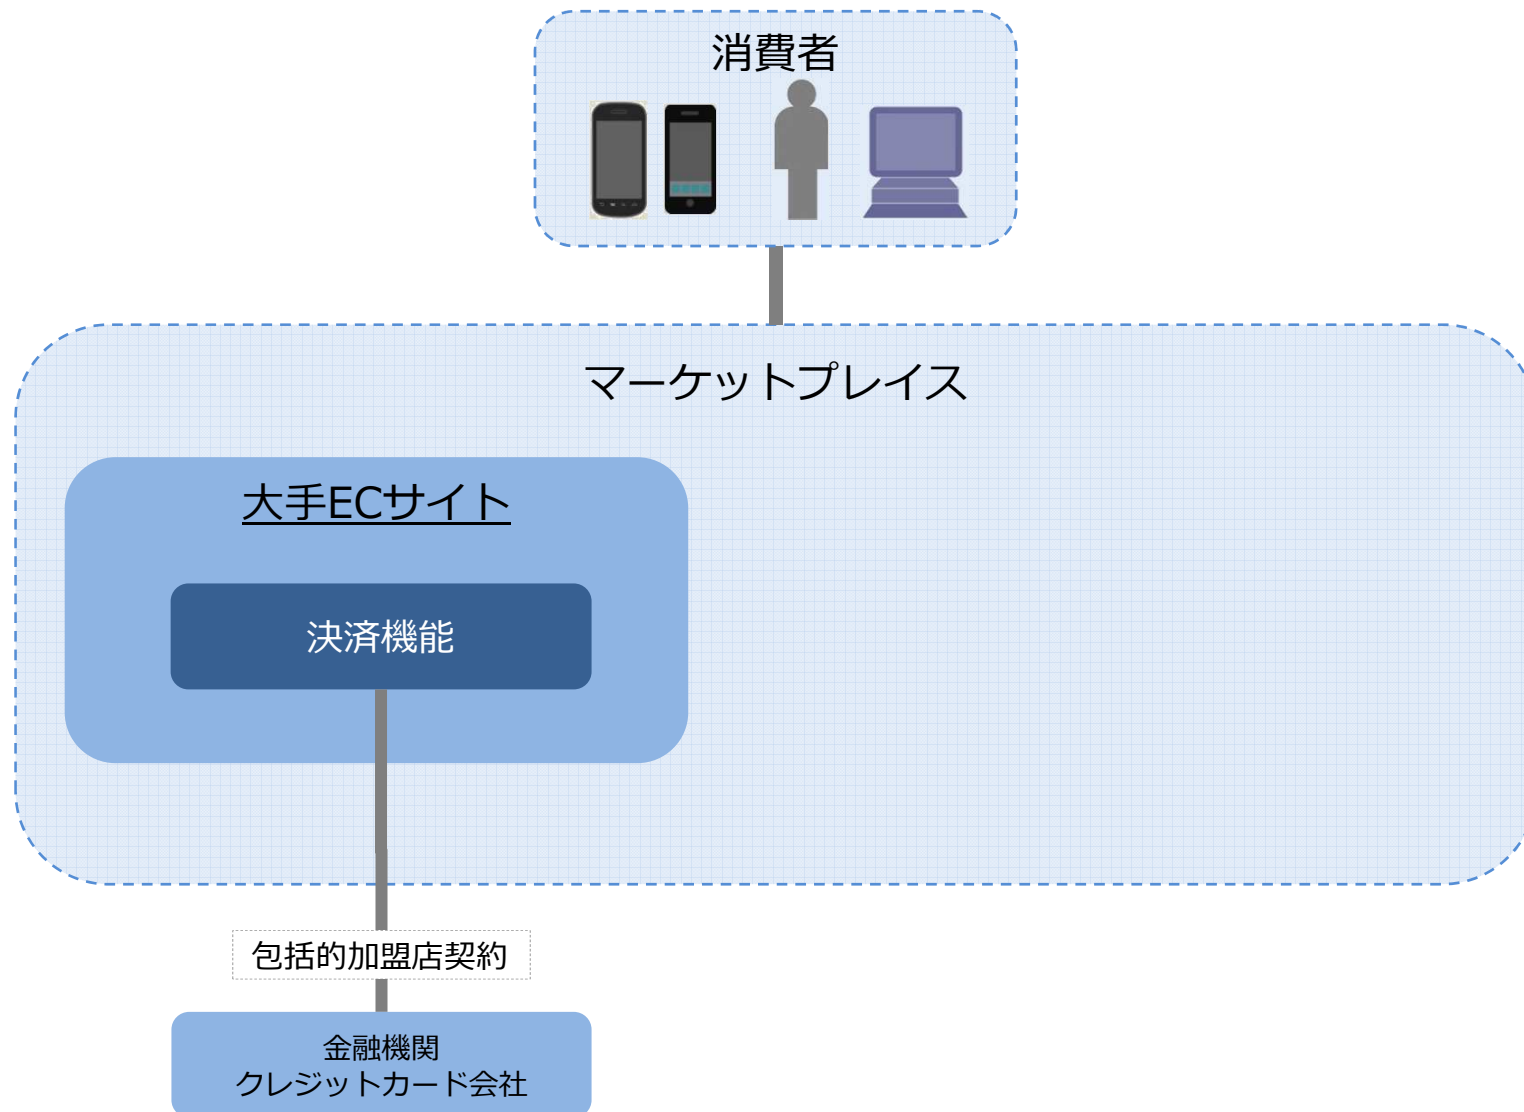 消費者
マーケットプレイス
大手ECサイト
決済機能
包括的加盟店契約
金融機関
クレジットカード会社